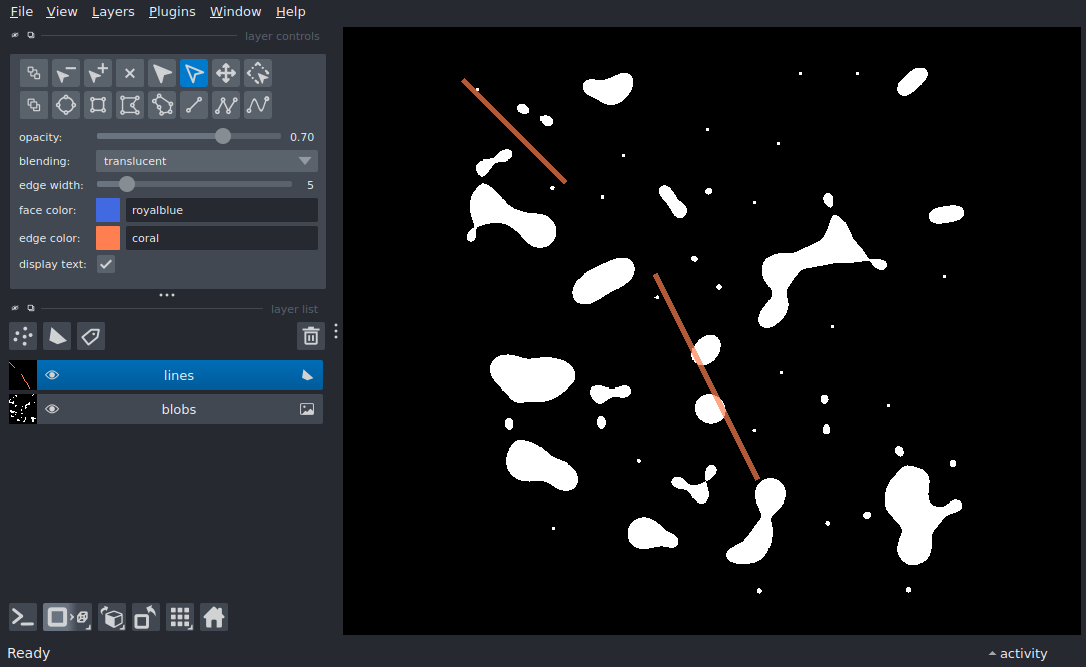 File View Layers Plugins Window Help
layer controls
opacity: 0.70
blending: translucent
edge width: 5
face color: royalblue
edge color: coral
display text:
layer list
lines
blobs
Ready
activity